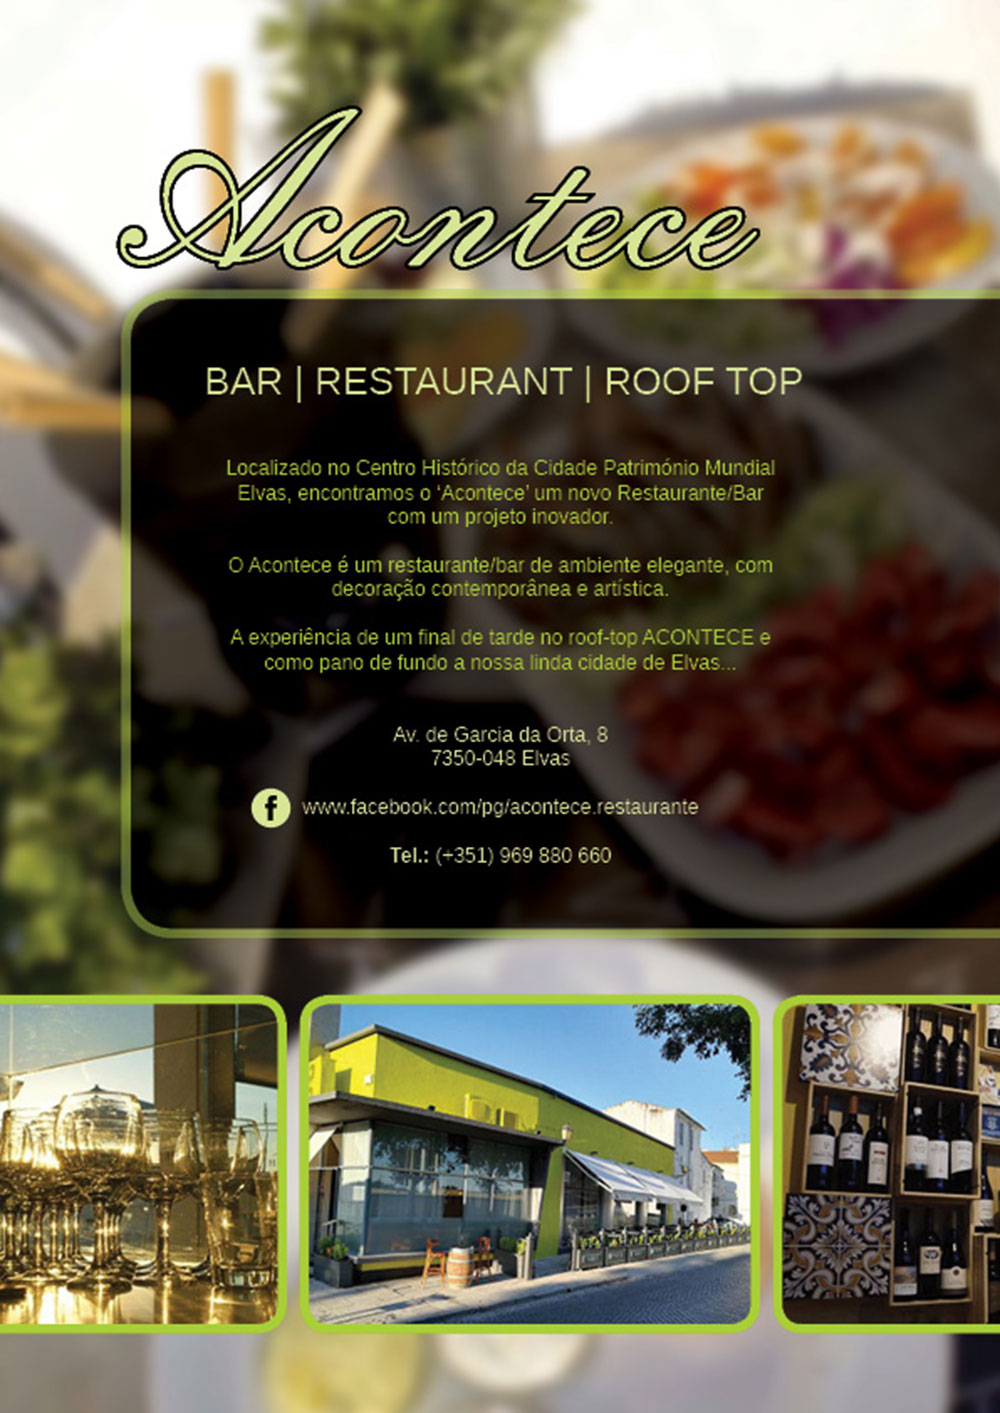 Acontece
BAR | RESTAURANT | ROOF TOP
Localizado no Centro Histórico da Cidade Património Mundial
Elvas, encontramos o ‘Acontece’ um novo Restaurante/Bar
com um projeto inovador.
O Acontece é um restaurante/bar de ambiente elegante, com
decoração contemporânea e artística.
A experiência de um final de tarde no roof-top ACONTECE e
como pano de fundo a nossa linda cidade de Elvas...
Av. de Garcia da Orta, 8
7350-048 Elvas
f www.facebook.com/pg/acontece.restaurante
Tel.: (+351) 969 880 660